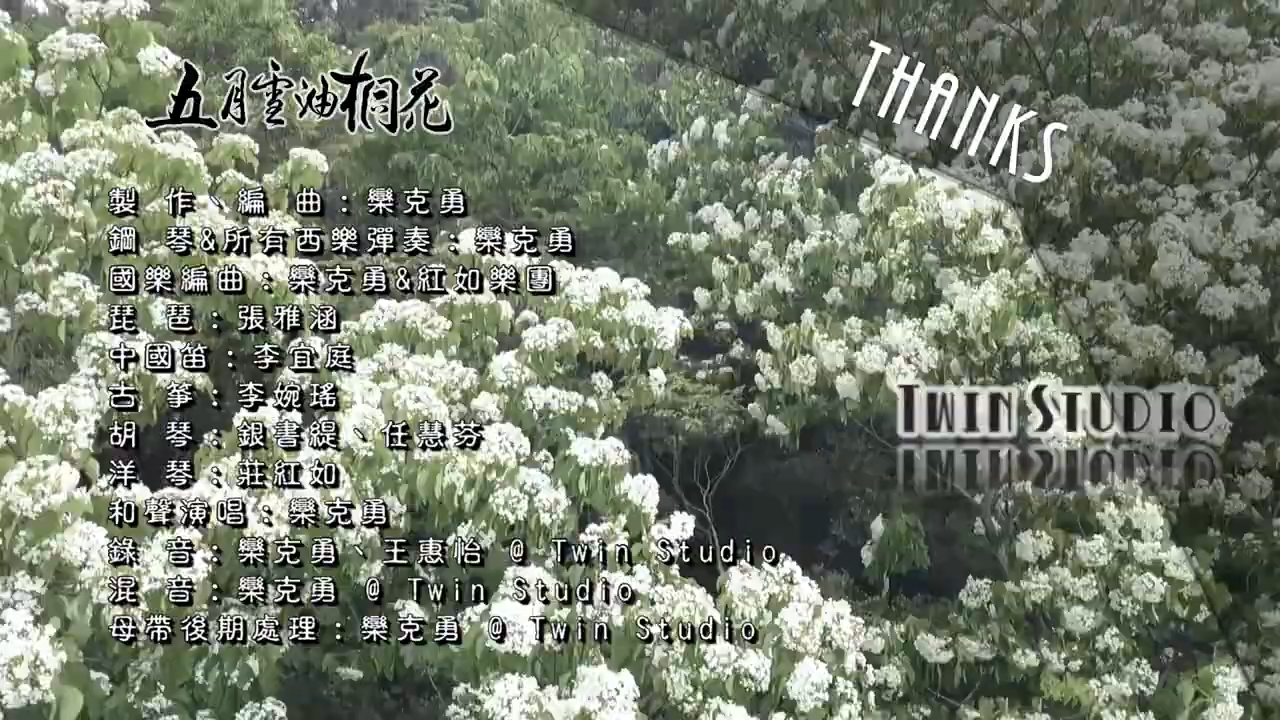 五月雪油桐花
THANKS
製 作、編 曲：欒克勇
鋼 琴&所有西樂彈奏：欒克勇
國樂編曲：欒克勇&紅如樂團
琵 琶：張雅涵
中國笛：李宜庭
古 箏：李婉瑤
胡 琴：銀書緹、任慧芬
洋 琴：莊紅如
和聲演唱：欒克勇
錄 音：欒克勇、王惠怡 @ Twin Studio
混 音：欒克勇 @ Twin Studio
母帶後期處理：欒克勇 @ Twin Studio
TWIN STUDIO